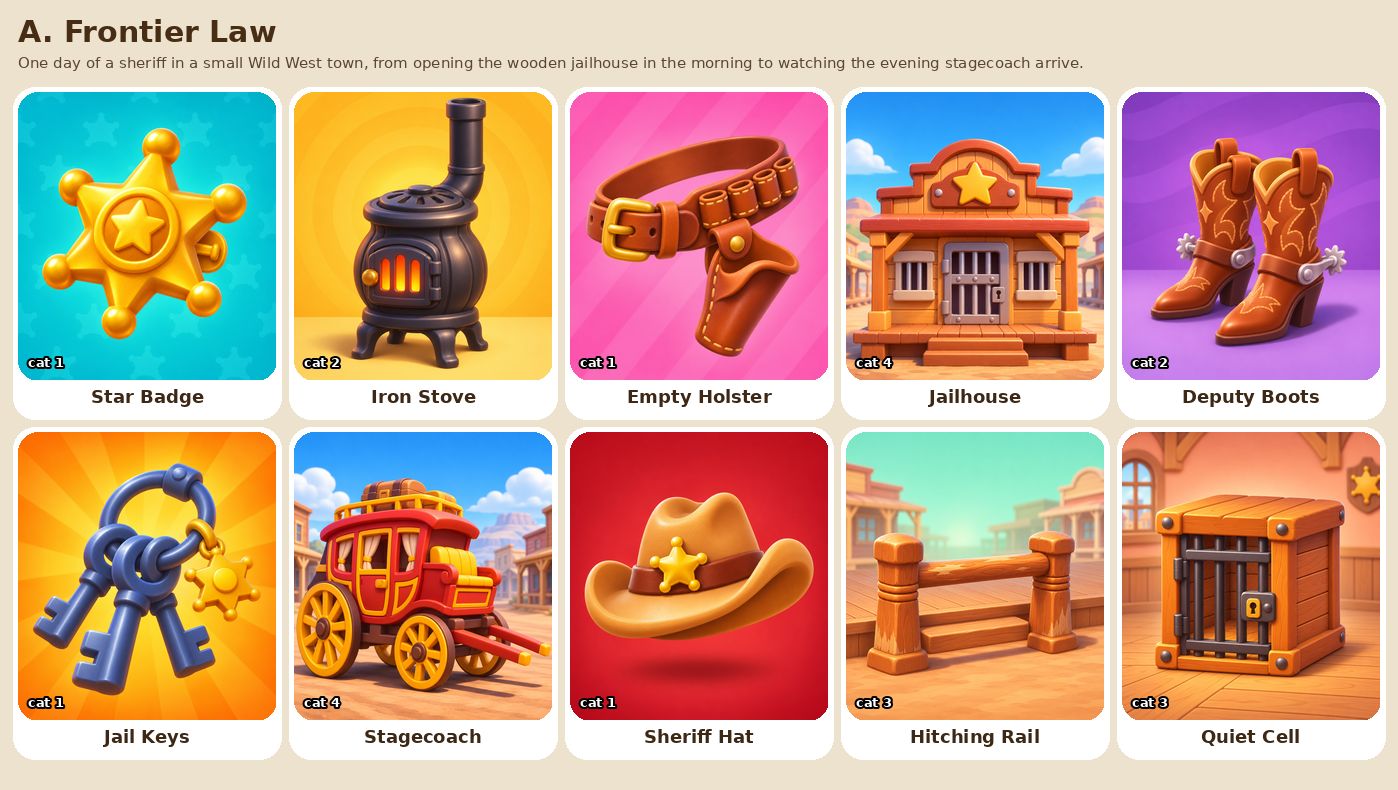 A. Frontier Law
One day of a sheriff in a small Wild West town, from opening the wooden jailhouse in the morning to watching the evening stagecoach arrive.
cat 1
Star Badge
cat 2
Iron Stove
cat 1
Empty Holster
cat 4
Jailhouse
cat 2
Deputy Boots
cat 1
Jail Keys
cat 4
Stagecoach
cat 1
Sheriff Hat
cat 3
Hitching Rail
cat 3
Quiet Cell